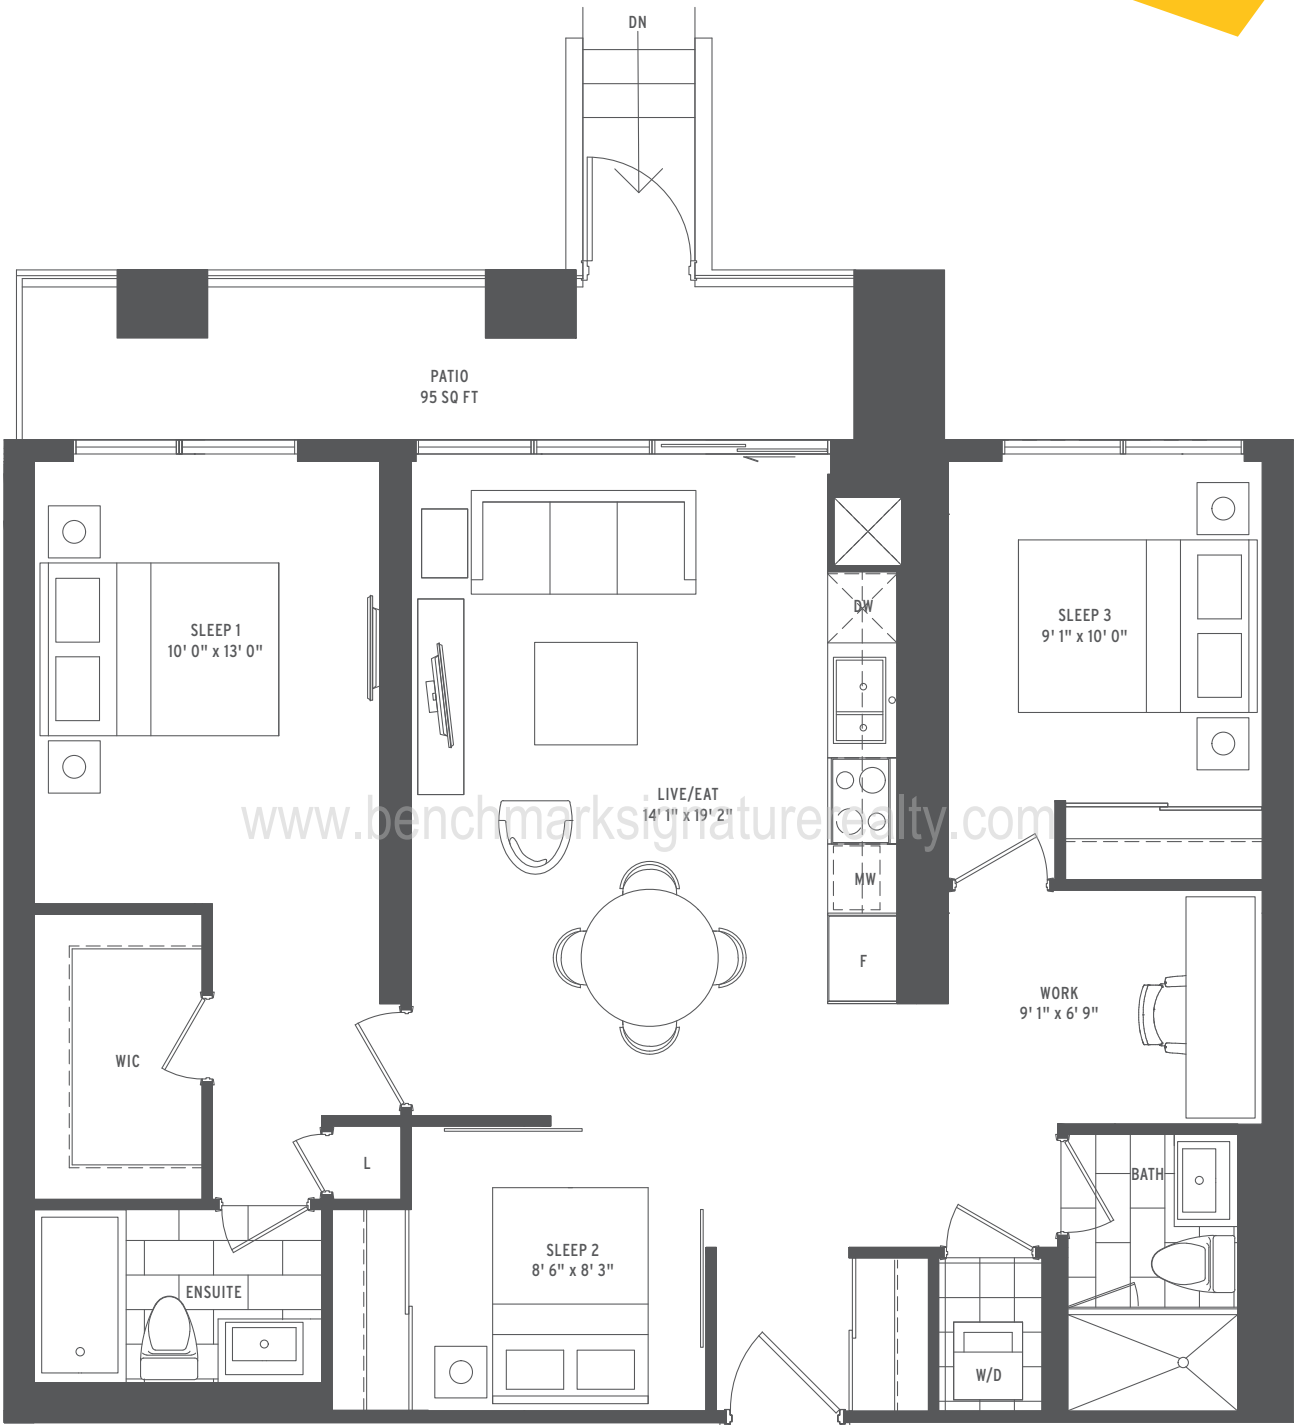 DN
PATIO
95 SQ FT
SLEEP 1
10' 0" x 13' 0"
DW
SLEEP 3
9' 1" x 10' 0"
LIVE/EAT
14' 1" x 19' 2"
www.benchmarksignaturerealty.com
MW
F
WORK
9' 1" x 6' 9"
WIC
L
BATH
SLEEP 2
8' 6" x 8' 3"
ENSUITE
W/D